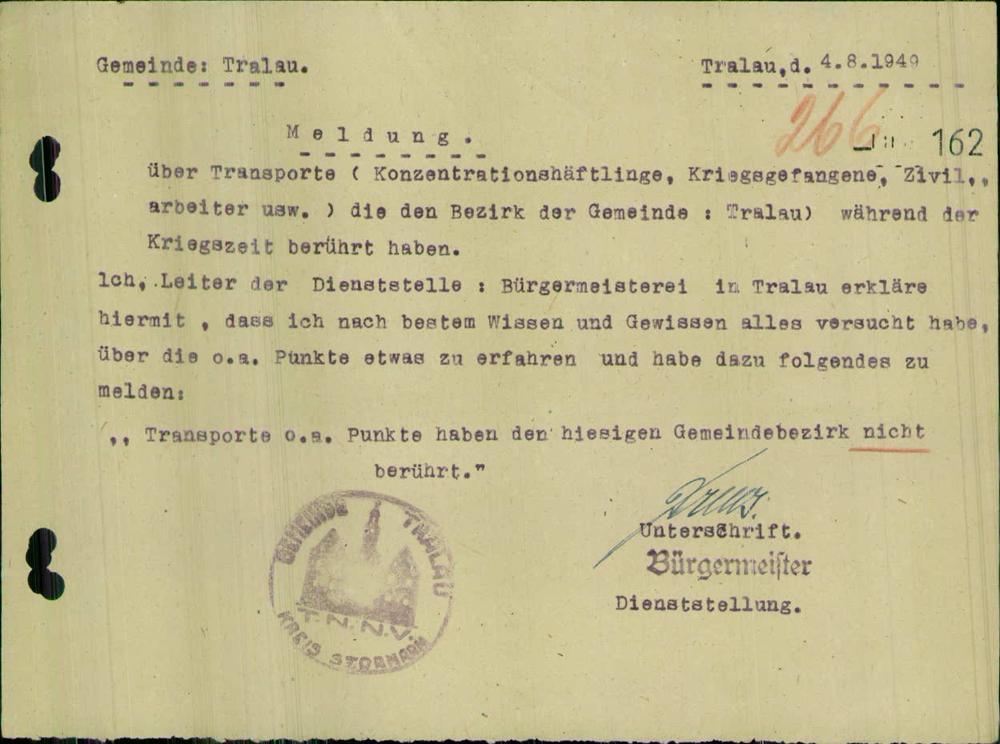 Gemeinde: Tralau. Tralau,d. 4.8.1949
266 162
Meldung.
über Transporte ( Konzentrationshäftlinge, Kriegsgefangene, Zivil,,
arbeiter usw. ) die den Bezirk der Gemeinde : Tralau) während der
Kriegszeit berührt haben.
lch, Leiter der Dienststelle : Bürgermeisterei in Tralau erkläre
hiermit , dass ich nach bestem Wissen und Gewissen alles versucht habe,
über die o.a. Punkte etwas zu erfahren und habe dazu folgendes zu
melden:
,, Transporte o.a. Punkte haben den hiesigen Gemeindebezirk nicht
berührt."
Unterschrift.
Bürgermeister
Dienststellung.
GEMEINDE TRALAU
T.N.N.V.
KREIS STORMARN